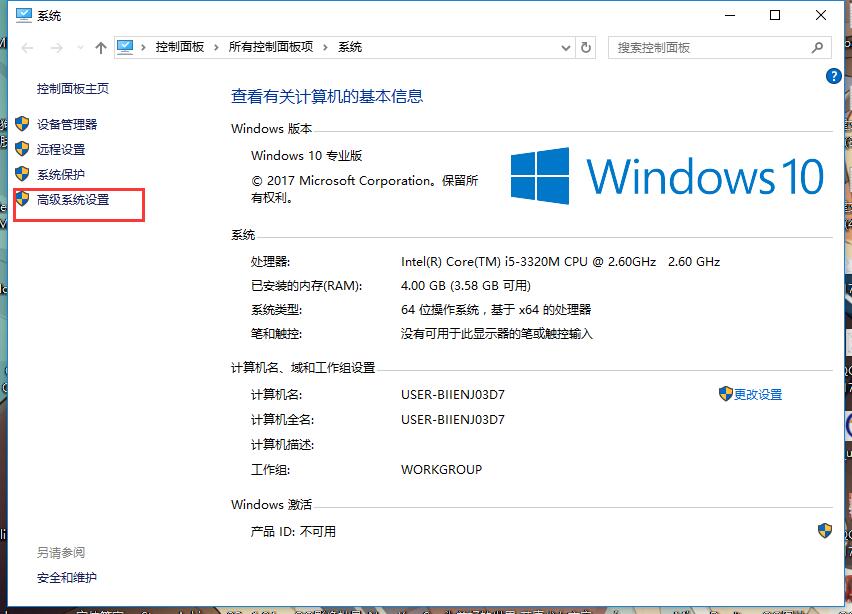 系统
控制面板 › 所有控制面板项 › 系统
搜索控制面板
?
控制面板主页
设备管理器
远程设置
系统保护
高级系统设置
查看有关计算机的基本信息
Windows 版本
Windows 10 专业版
© 2017 Microsoft Corporation。保留所
有权利。
Windows 10
系统
处理器: Intel(R) Core(TM) i5-3320M CPU @ 2.60GHz 2.60 GHz
已安装的内存(RAM): 4.00 GB (3.58 GB 可用)
系统类型: 64 位操作系统，基于 x64 的处理器
笔和触控: 没有可用于此显示器的笔或触控输入
计算机名、域和工作组设置
计算机名: USER-BIIENJ03D7
更改设置
计算机全名: USER-BIIENJ03D7
计算机描述:
工作组: WORKGROUP
Windows 激活
产品 ID: 不可用
另请参阅
安全和维护